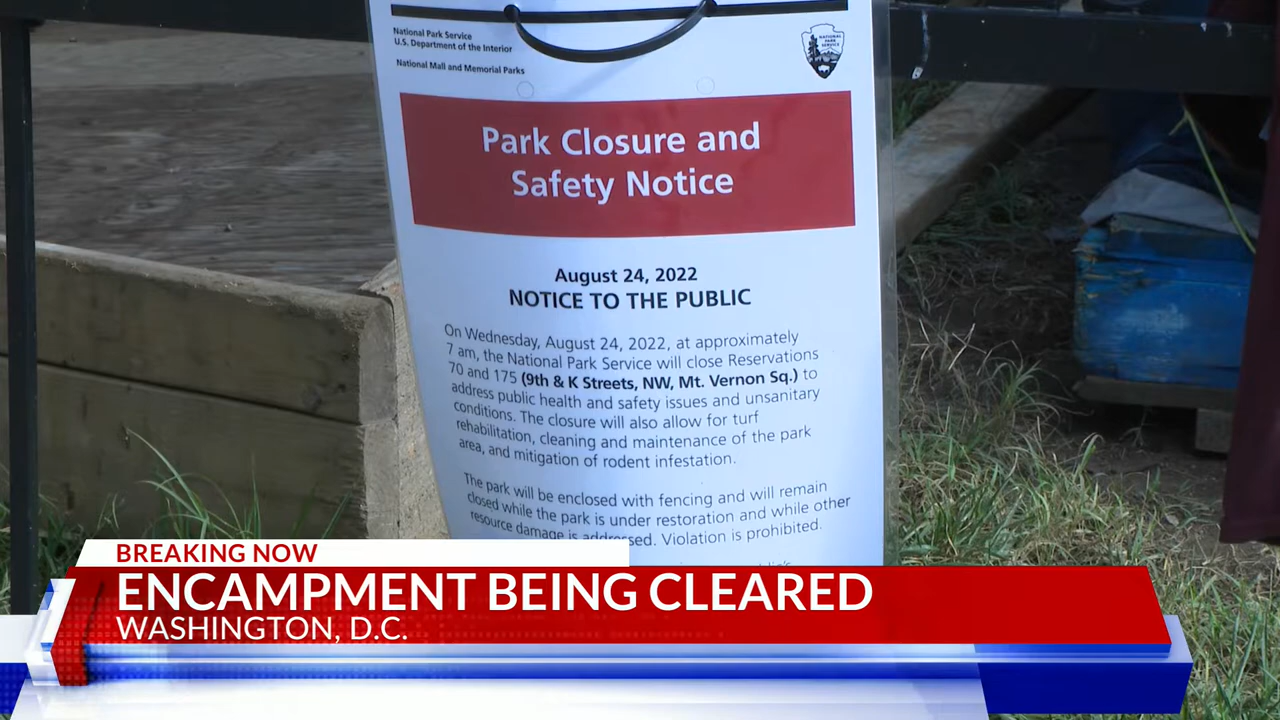 National Park Service
U.S. Department of the Interior
National Mall and Memorial Parks
NATIONAL
PARK
SERVICE
Park Closure and
Safety Notice
August 24, 2022
NOTICE TO THE PUBLIC
On Wednesday, August 24, 2022, at approximately
7 am, the National Park Service will close Reservations
70 and 175 (9th & K Streets, NW, Mt. Vernon Sq.) to
address public health and safety issues and unsanitary
conditions. The closure will also allow for turf
rehabilitation, cleaning and maintenance of the park
area, and mitigation of rodent infestation.
The park will be enclosed with fencing and will remain
closed while the park is under restoration and while other
resource damage is addressed. Violation is prohibited.
BREAKING NOW
ENCAMPMENT BEING CLEARED
WASHINGTON, D.C.